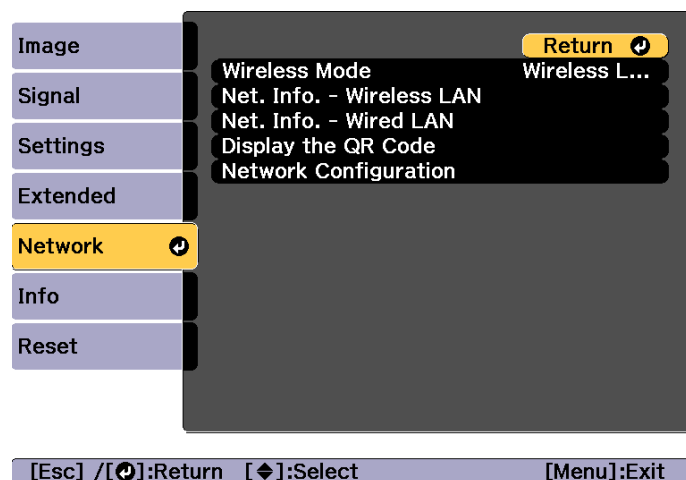 Image
Signal
Settings
Extended
Network
Info
Reset
Return
Wireless Mode Wireless L...
Net. Info. - Wireless LAN
Net. Info. - Wired LAN
Display the QR Code
Network Configuration
[Esc] /[⏎]:Return [◆]:Select [Menu]:Exit